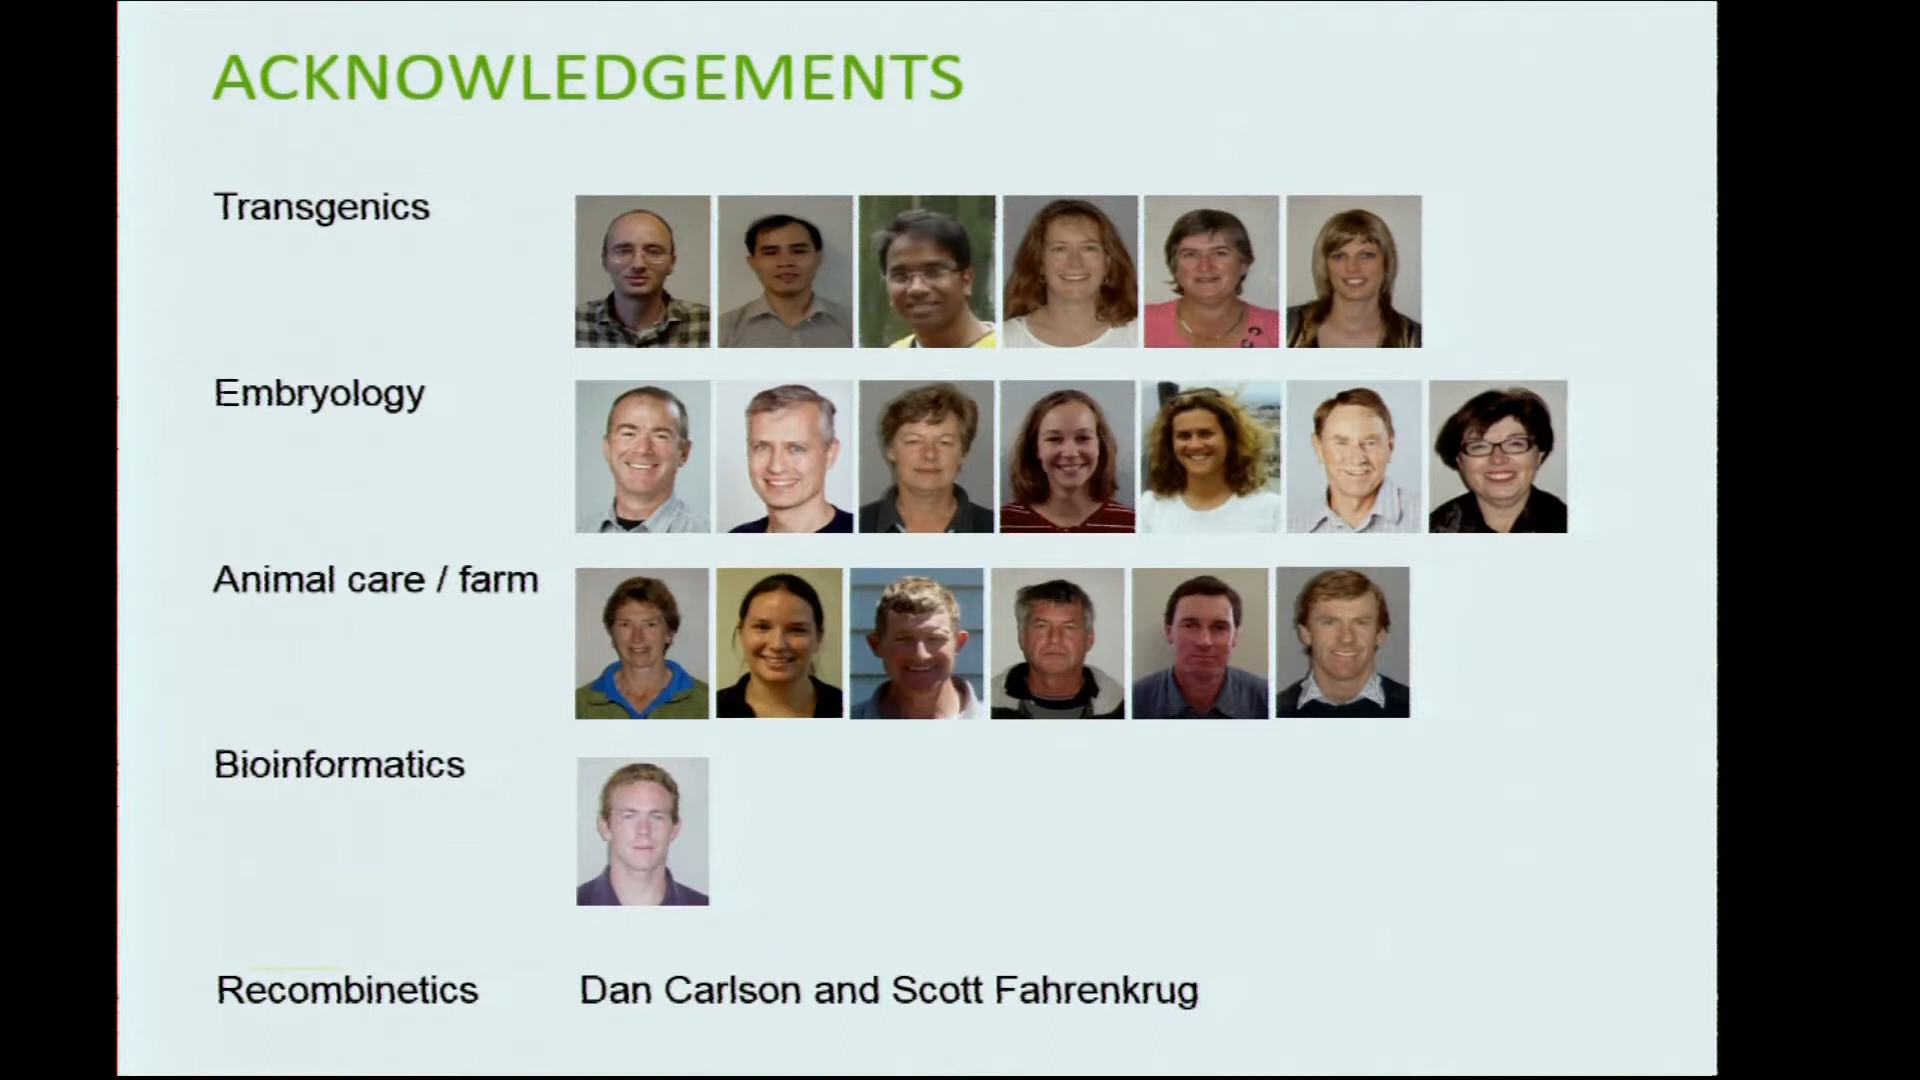 ACKNOWLEDGEMENTS
Transgenics
Embryology
Animal care / farm
Bioinformatics
Recombinetics Dan Carlson and Scott Fahrenkrug